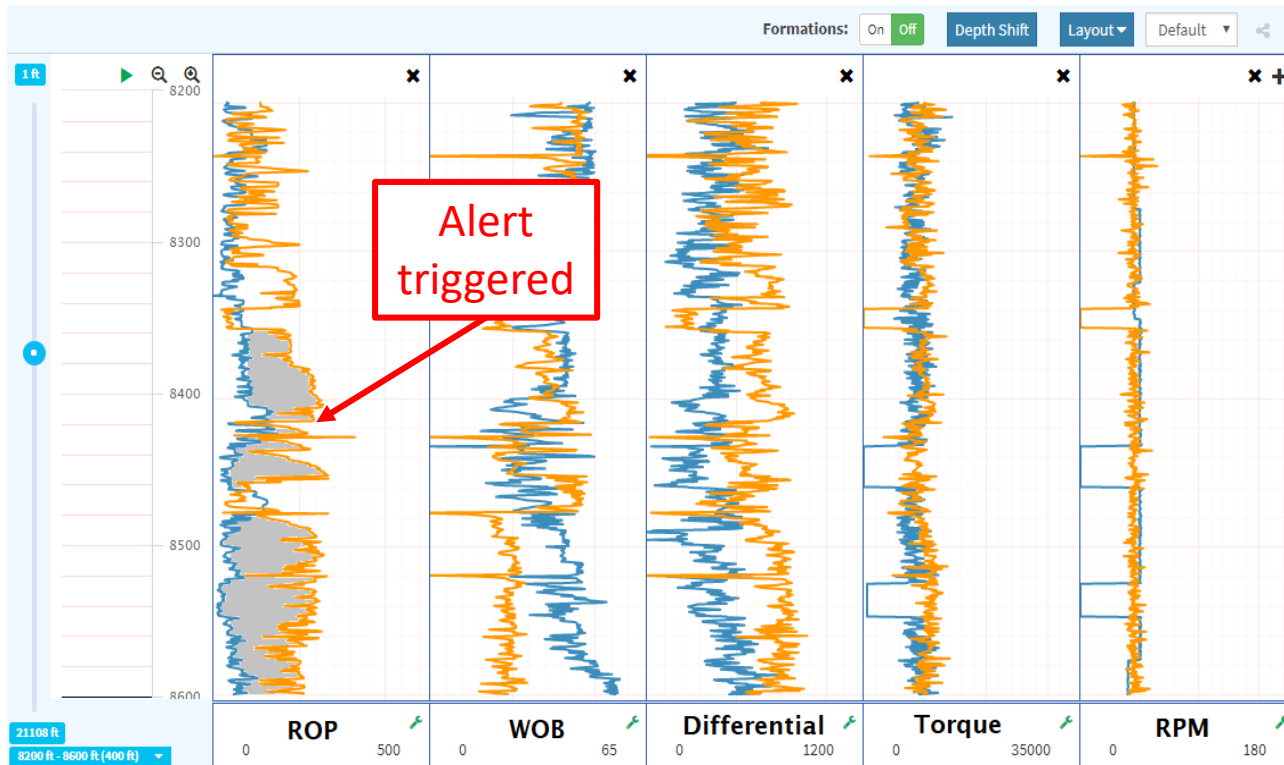 Formations: On Off Depth Shift Layout Default
1 ft
8200
8300
8400
8500
8600
Alert
triggered
21108 ft
8200 ft - 8600 ft (400 ft)
ROP
0 500
WOB
0 65
Differential
0 1200
Torque
0 35000
RPM
0 180